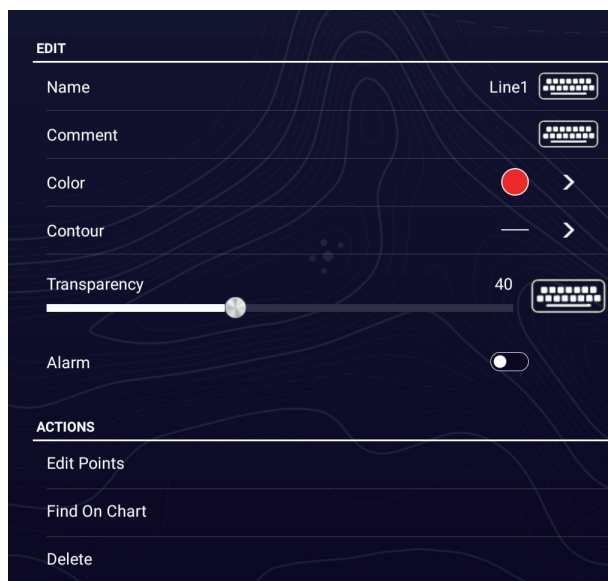 EDIT
Name Line1
Comment
Color
Contour
Transparency 40
Alarm
ACTIONS
Edit Points
Find On Chart
Delete